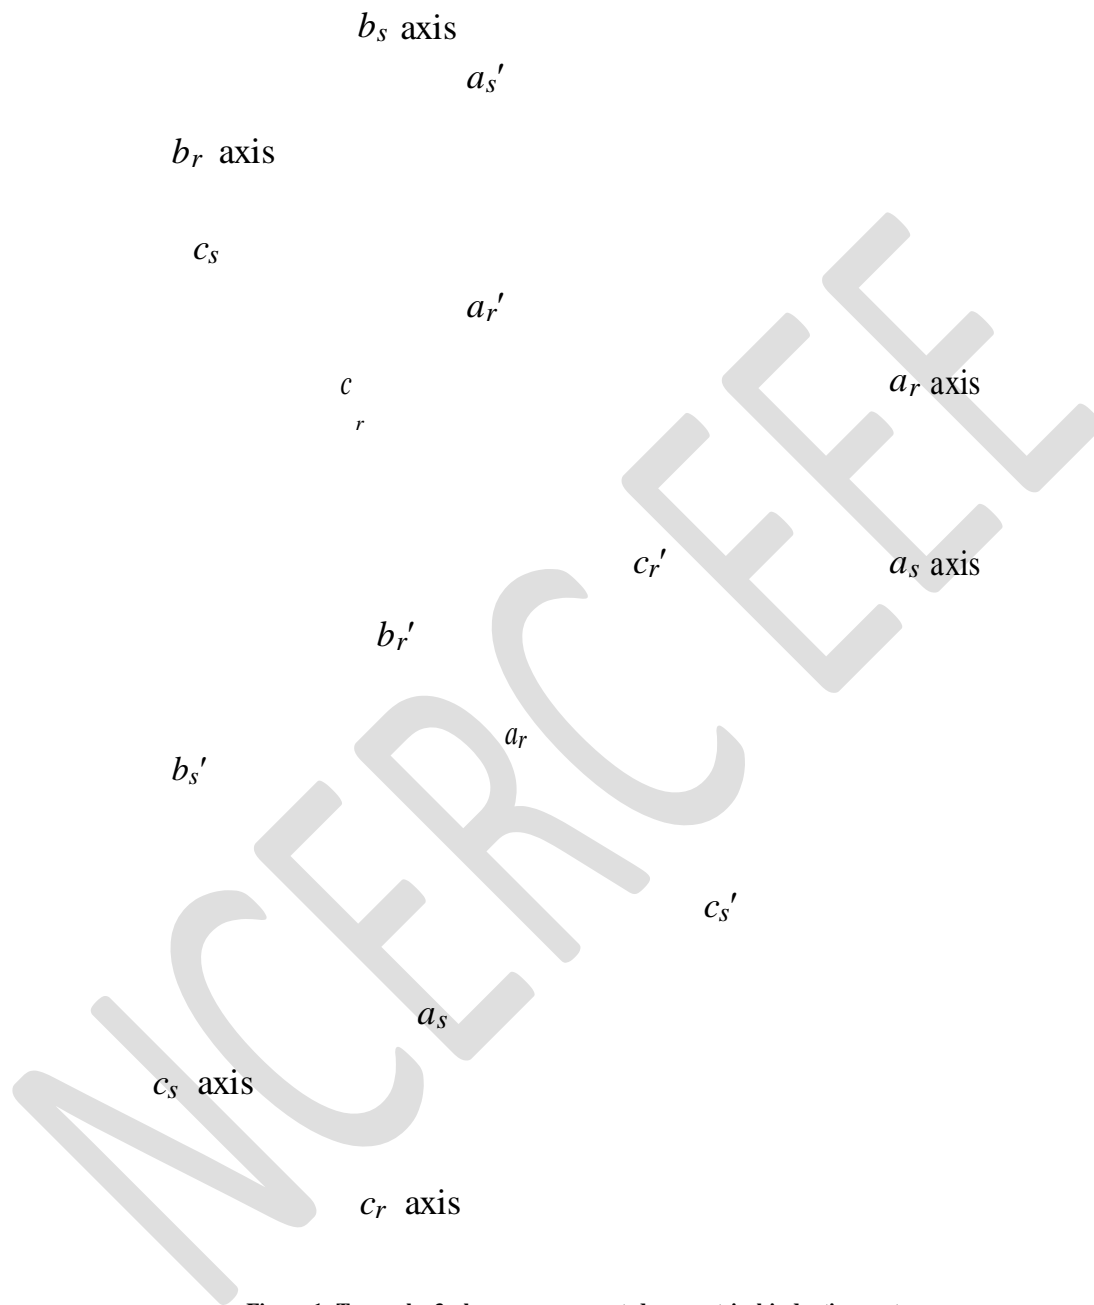 bs axis
as'
br axis
cs
ar'
c
ar axis
r
cr'
as axis
br'
ar
bs'
cs'
as
cs axis
cr axis
NCERC EEE